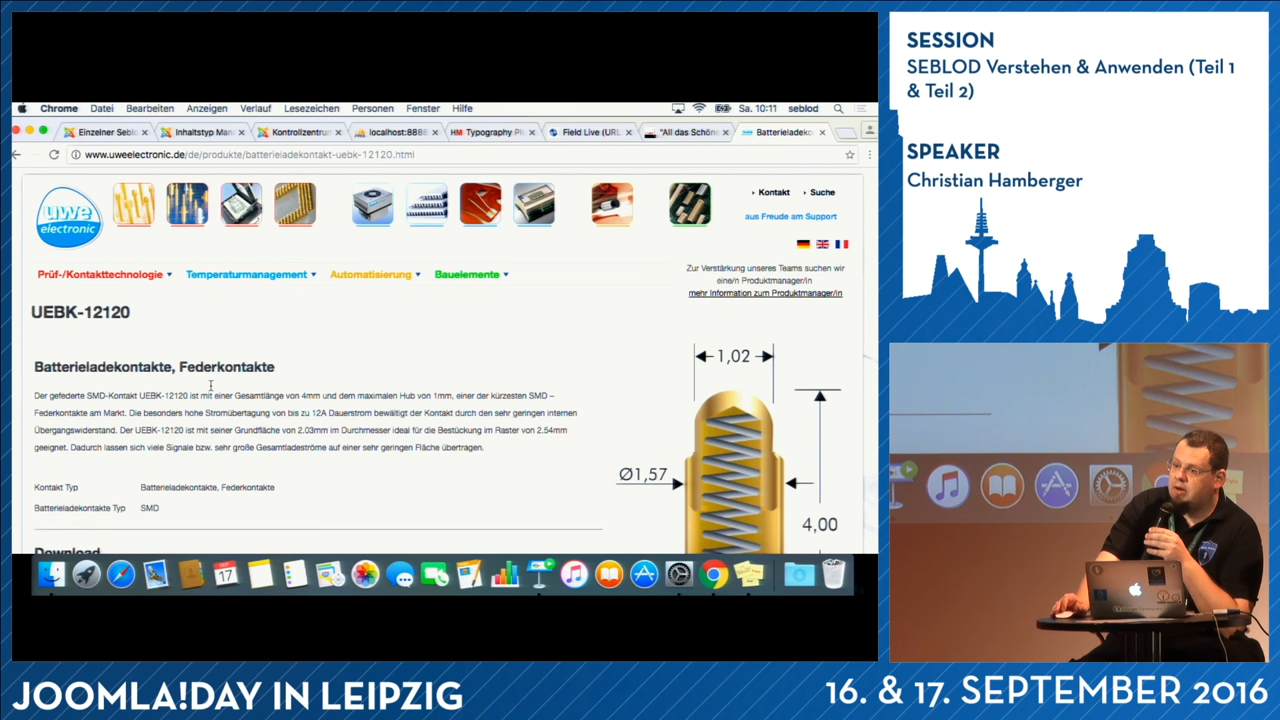 Chrome Datei Bearbeiten Anzeigen Verlauf Lesezeichen Personen Fenster Hilfe Sa. 10:11 seblod
Einzelner Seblo Inhaltstyp Man Kontrollzentrum localhost:8888 HM Typography Pl Field Live (URL "All das Schön Batterieladeko
www.uweelectronic.de/de/produkte/batterieladekontakt-uebk-12120.html
uwe
electronic
Kontakt Suche
aus Freude am Support
Prüf-/Kontakttechnologie Temperaturmanagement Automatisierung Bauelemente
Zur Verstärkung unseres Teams suchen wir
eine/n Produktmanager/in
mehr Information zum Produktmanager/in
UEBK-12120
Batterieladekontakte, Federkontakte
Der gefederte SMD-Kontakt UEBK-12120 ist mit einer Gesamtlänge von 4mm und dem maximalen Hub von 1mm, einer der kürzesten SMD –
Federkontakte am Markt. Die besonders hohe Stromübertagung von bis zu 12A Dauerstrom bewältigt der Kontakt durch den sehr geringen internen
Übergangswiderstand. Der UEBK-12120 ist mit seiner Grundfläche von 2.03mm im Durchmesser ideal für die Bestückung im Raster von 2.54mm
geeignet. Dadurch lassen sich viele Signale bzw. sehr große Gesamtladeströme auf einer sehr geringen Fläche übertragen.
Kontakt Typ Batterieladekontakte, Federkontakte
Batterieladekontakte Typ SMD
Download
1,02
Ø1,57
4,00
17
SESSION
SEBLOD Verstehen & Anwenden (Teil 1
& Teil 2)
SPEAKER
Christian Hamberger
JOOMLA!DAY IN LEIPZIG
16. & 17. SEPTEMBER 2016